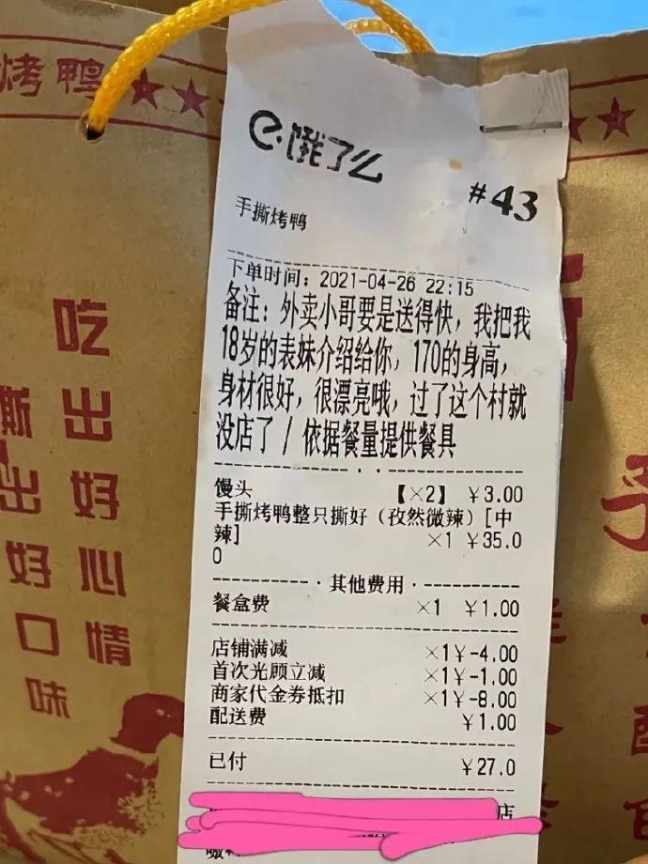 烤鸭
饿了么
#43
手撕烤鸭
下单时间：2021-04-26 22:15
备注：外卖小哥要是送得快，我把我
18岁的表妹介绍给你，170的身高，
身材很好，很漂亮哦，过了这个村就
没店了 / 依据餐量提供餐具
馒头 【×2】 ￥3.00
手撕烤鸭整只撕好（孜然微辣）[中
辣] ×1 ￥35.0
0
其他费用
餐盒费 ×1 ￥1.00
店铺满减 ×1￥-4.00
首次光顾立减 ×1￥-1.00
商家代金券抵扣 ×1￥-8.00
配送费 ￥1.00
已付 ￥27.0
店
吃出好心情
撕出好口味